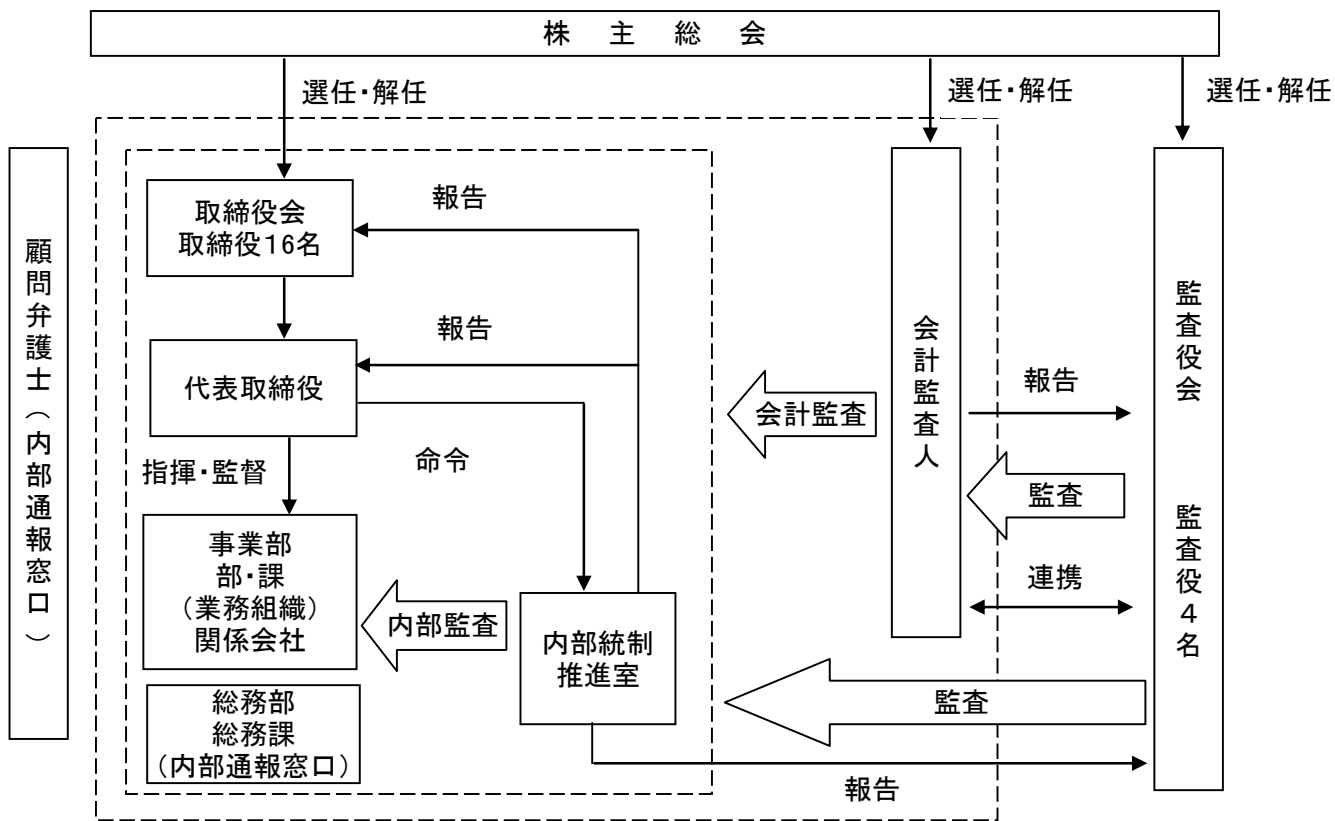 株主総会
選任・解任
選任・解任
選任・解任
顧問弁護士(内部通報窓口)
取締役会
取締役16名
報告
代表取締役
報告
指揮・監督
命令
事業部
部・課
(業務組織)
関係会社
内部監査
内部統制
推進室
総務部
総務課
(内部通報窓口)
会計監査
会計監査人
報告
監査
連携
監査
報告
監査役会 監査役4名